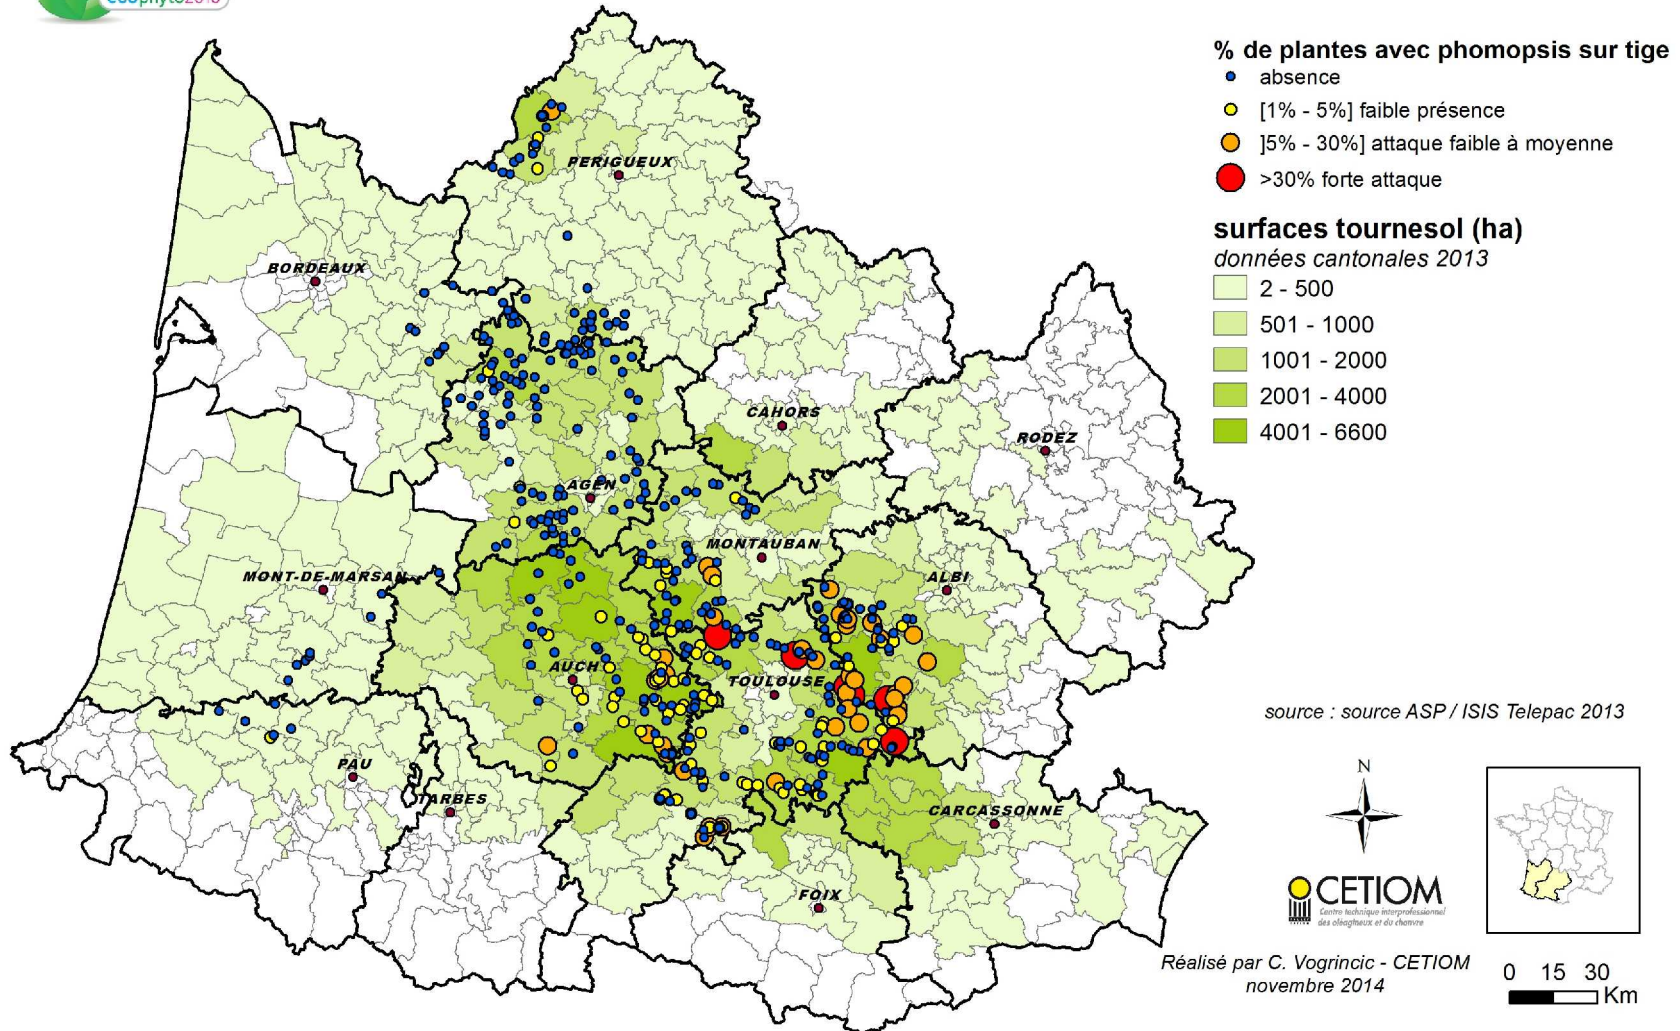 % de plantes avec phomopsis sur tige
absence
[1% - 5%] faible présence
]5% - 30%] attaque faible à moyenne
>30% forte attaque
surfaces tournesol (ha)
données cantonales 2013
2 - 500
501 - 1000
1001 - 2000
2001 - 4000
4001 - 6600
PERIGUEUX
BORDEAUX
CAHORS
RODEZ
AGEN
MONTAUBAN
MONT-DE-MARSAN
ALBI
AUCH
TOULOUSE
PAU
TARBES
CARCASSONNE
FOIX
source : source ASP / ISIS Telepac 2013
N
CETIOM
Centre technique interprofessionnel
des oléagineux et du chanvre
Réalisé par C. Vogrincic - CETIOM
novembre 2014
0 15 30
Km